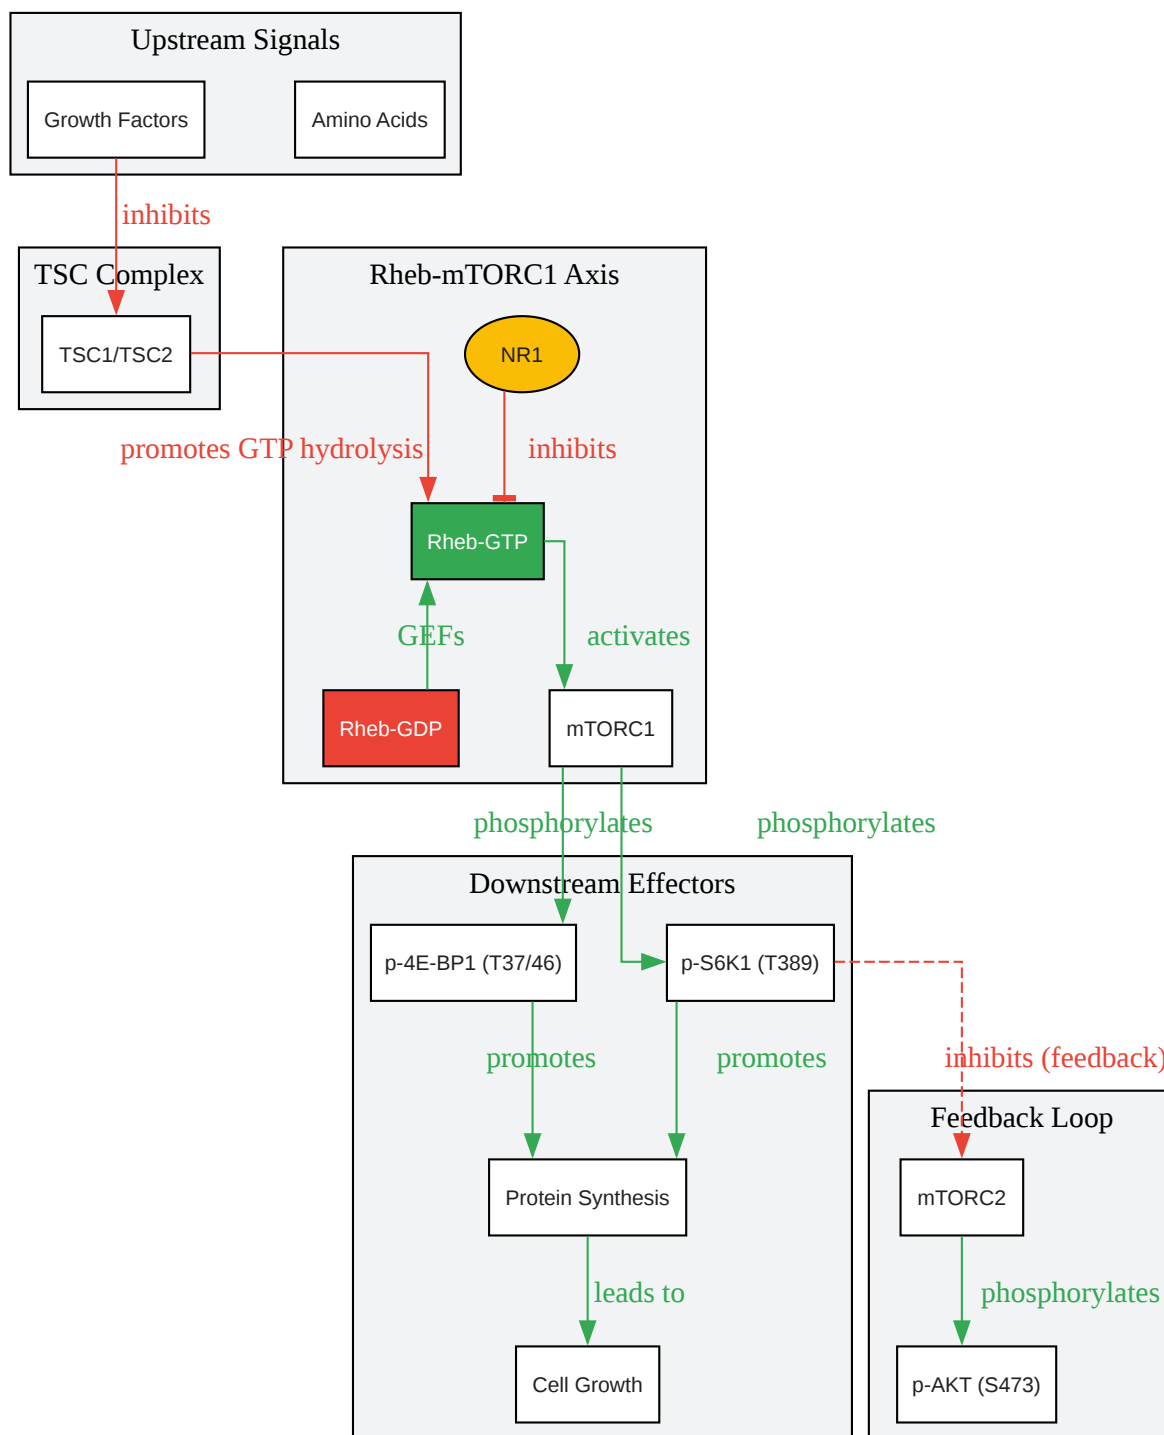 Upstream Signals
Growth Factors
Amino Acids
inhibits
TSC Complex
Rheb-mTORC1 Axis
TSC1/TSC2
NR1
promotes GTP hydrolysis
inhibits
Rheb-GTP
GEFs
activates
Rheb-GDP
mTORC1
phosphorylates
phosphorylates
Downstream Effectors
p-4E-BP1 (T37/46)
p-S6K1 (T389)
promotes
promotes
inhibits (feedback)
Feedback Loop
Protein Synthesis
mTORC2
leads to
phosphorylates
Cell Growth
p-AKT (S473)